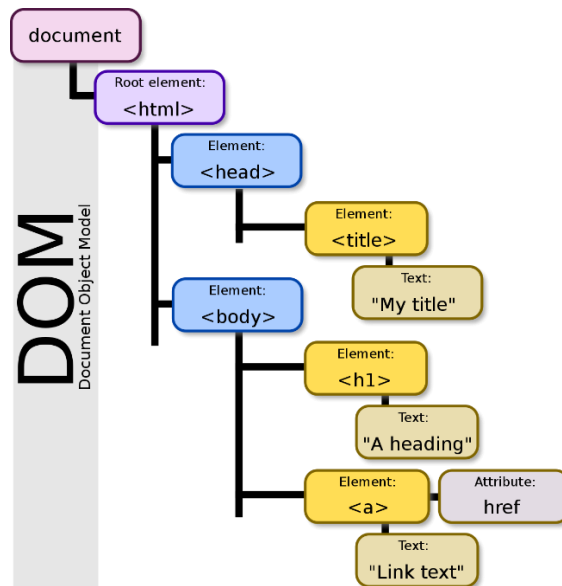 document
Root element:
<html>
Element:
<head>
Element:
<title>
Text:
"My title"
Element:
<body>
Element:
<h1>
Text:
"A heading"
Element:
<a>
Attribute:
href
Text:
"Link text"
DOM
Document Object Model